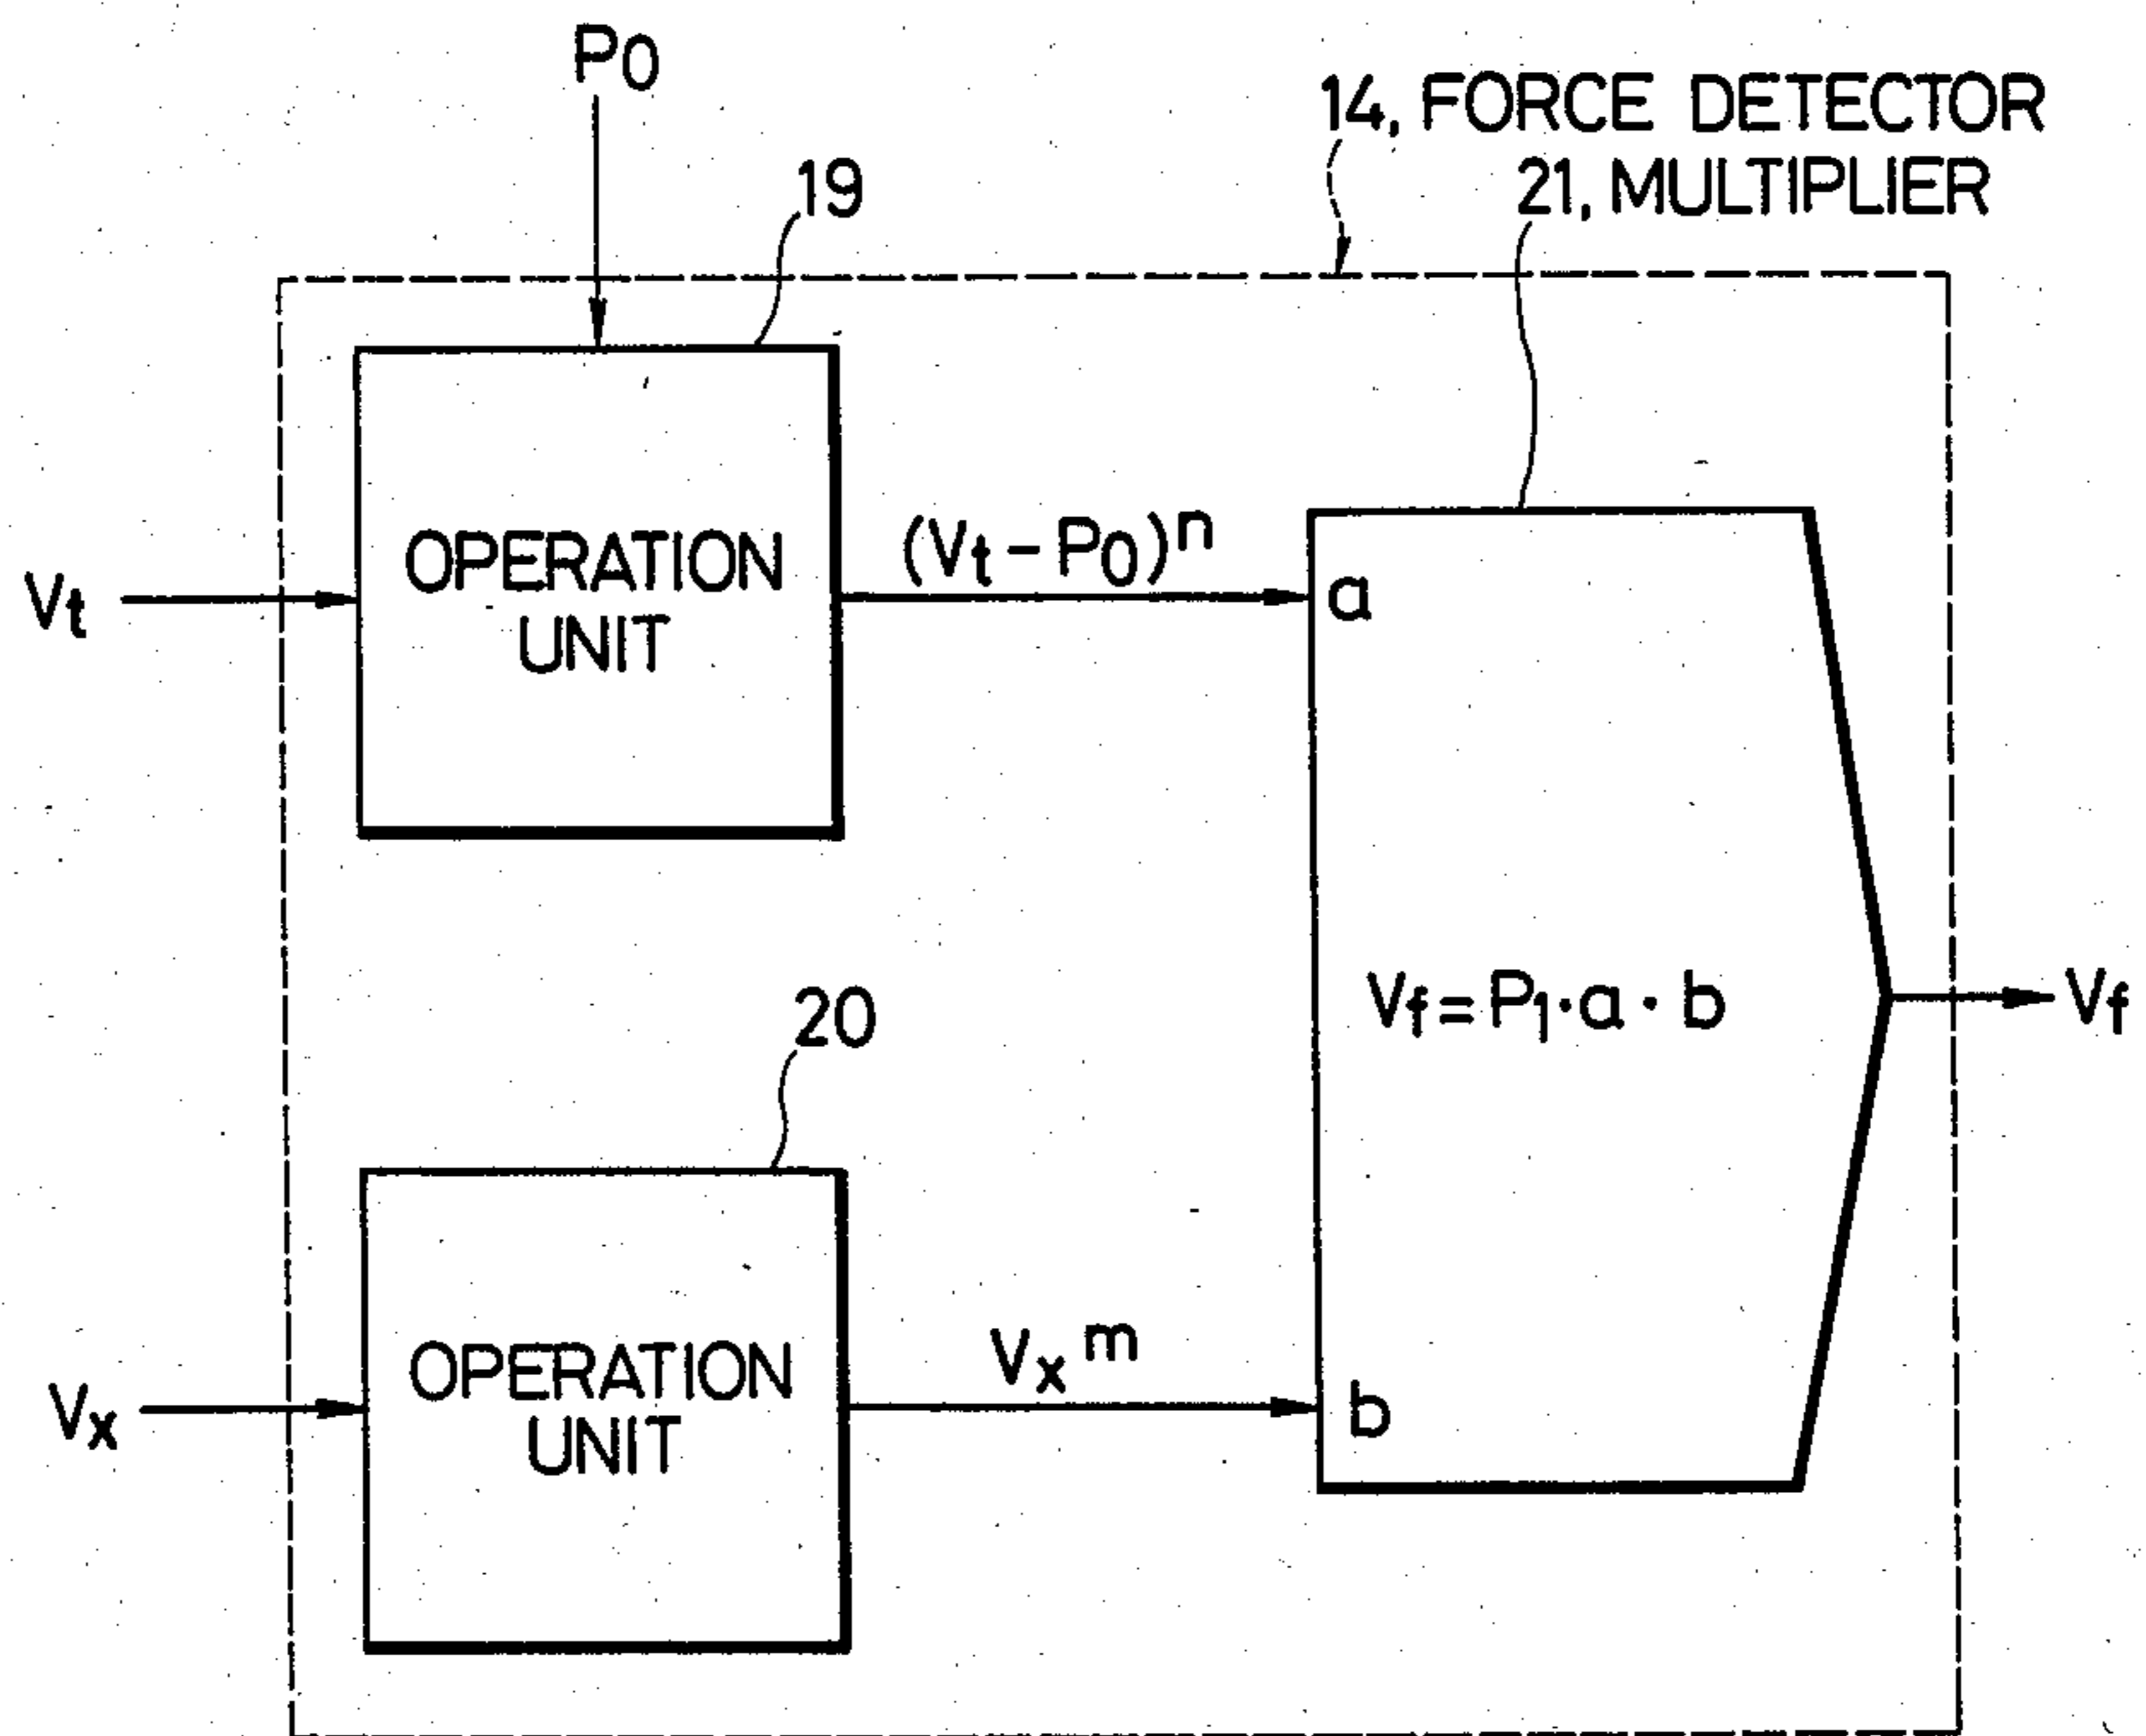 P0
14, FORCE DETECTOR
19
21, MULTIPLIER
OPERATION
UNIT
(Vt-P0)n
Vt
a
Vf=P1·a·b
Vf
20
OPERATION
UNIT
Vx m
Vx
b